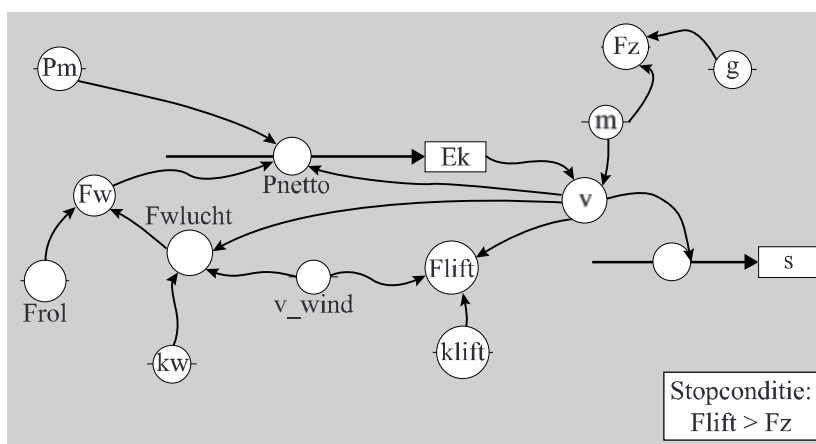 Pm
Fz
g
m
Ek
Pnetto
Fw
v
Fwlucht
Flift
s
v_wind
Frol
kw
klift
Stopconditie:
Flift > Fz